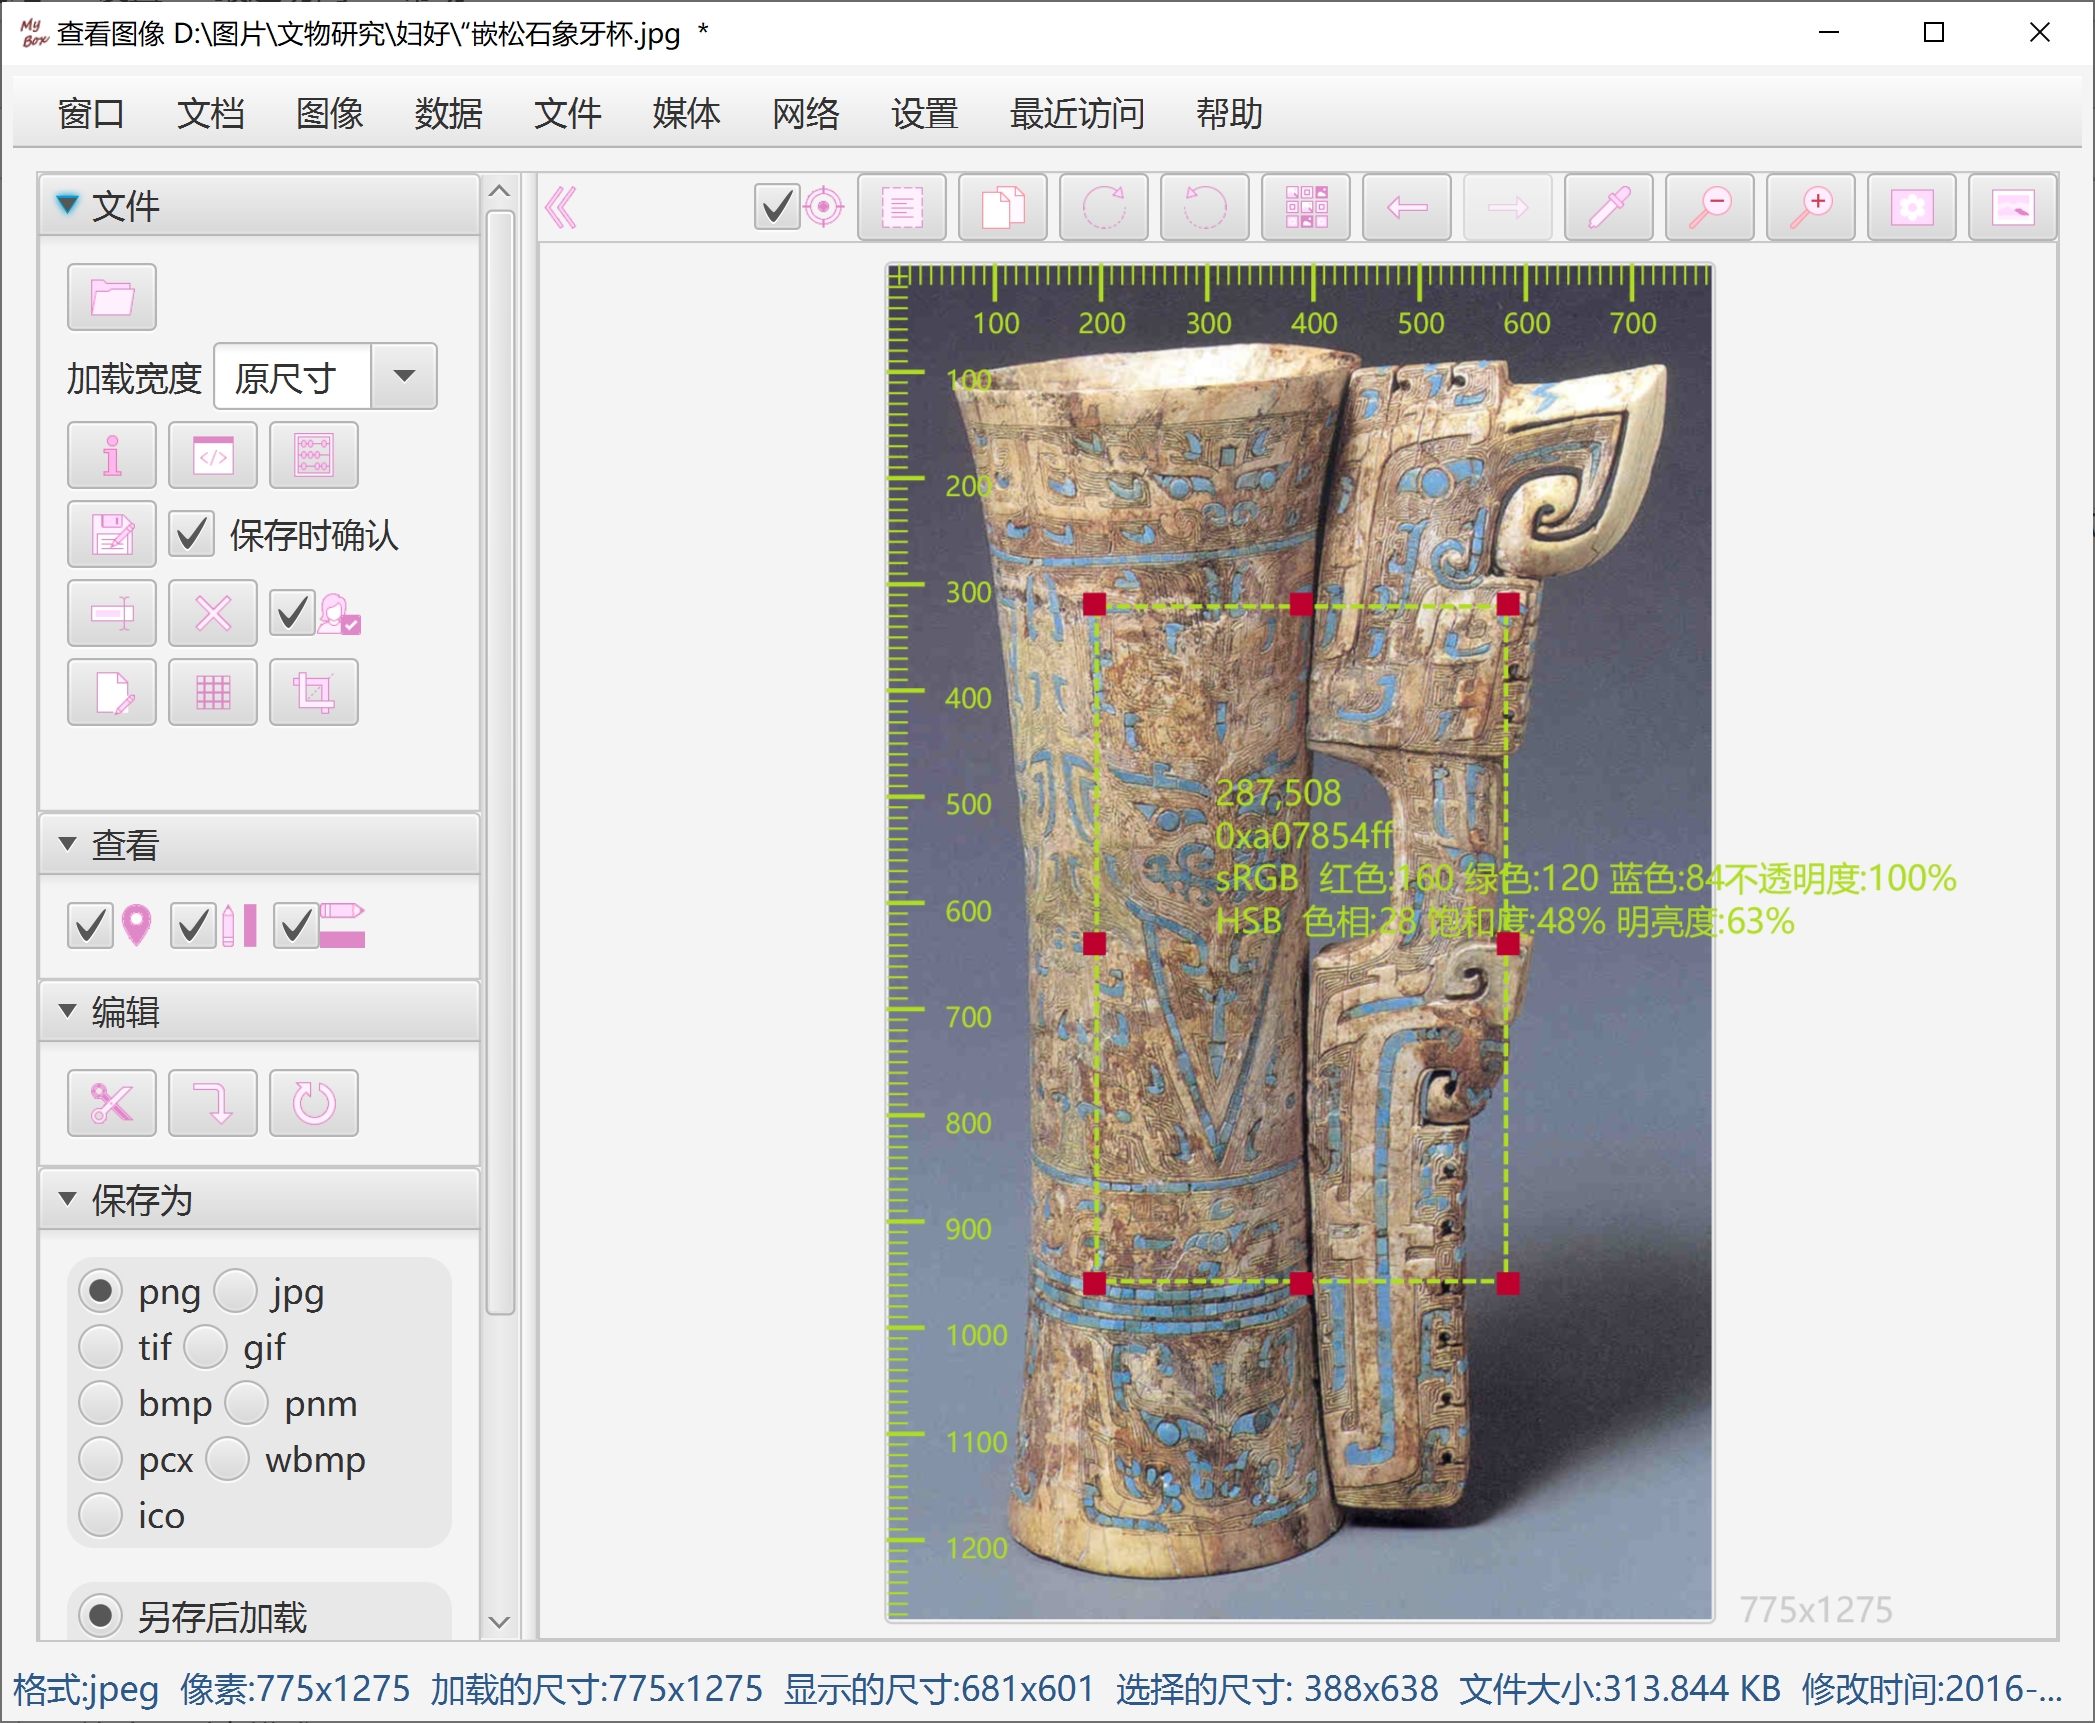 My Box 查看图像 D:\图片\文物研究\妇好\“嵌松石象牙杯.jpg *
窗口 文档 图像 数据 文件 媒体 网络 设置 最近访问 帮助
文件
加载宽度 原尺寸
保存时确认
查看
编辑
保存为
png jpg
tif gif
bmp pnm
pcx wbmp
ico
另存后加载
100 200 300 400 500 600 700
100
200
300
400
500
600
700
800
900
1000
1100
1200
287,508
0xa07854ff
sRGB 红色:160 绿色:120 蓝色:84不透明度:100%
HSB 色相:28 饱和度:48% 明亮度:63%
775x1275
格式:jpeg 像素:775x1275 加载的尺寸:775x1275 显示的尺寸:681x601 选择的尺寸: 388x638 文件大小:313.844 KB 修改时间:2016-...